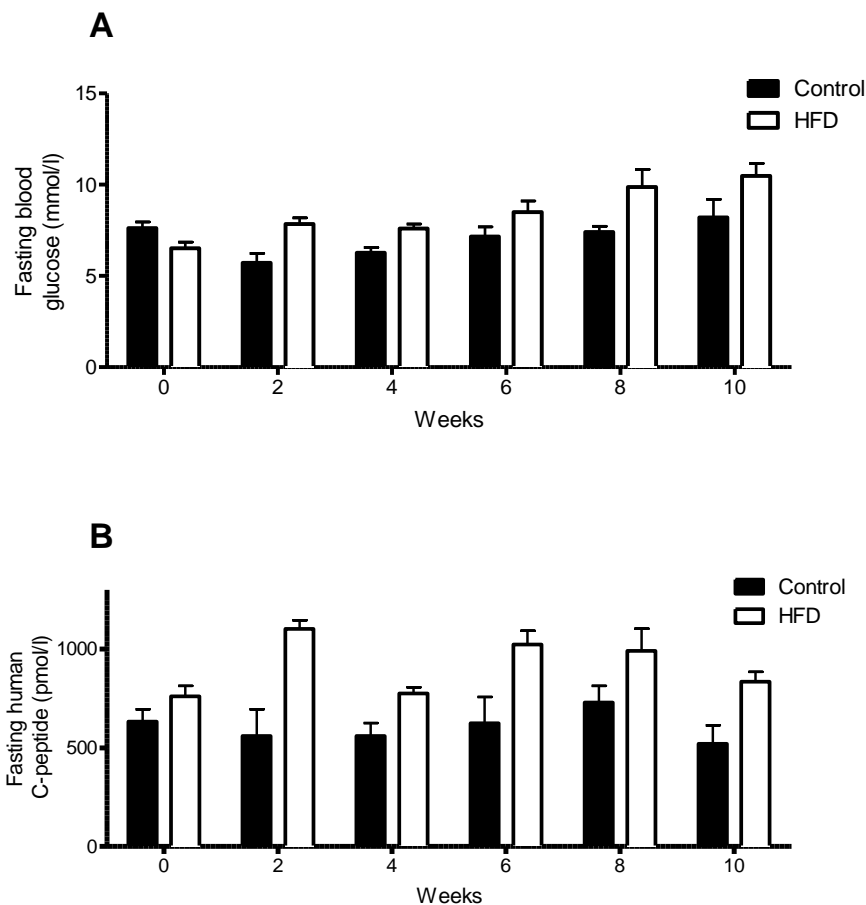 A
15
10
5
0
Fasting blood
glucose (mmol/l)
Control
HFD
0 2 4 6 8 10
Weeks
B
1000
500
0
Fasting human
C-peptide (pmol/l)
Control
HFD
0 2 4 6 8 10
Weeks